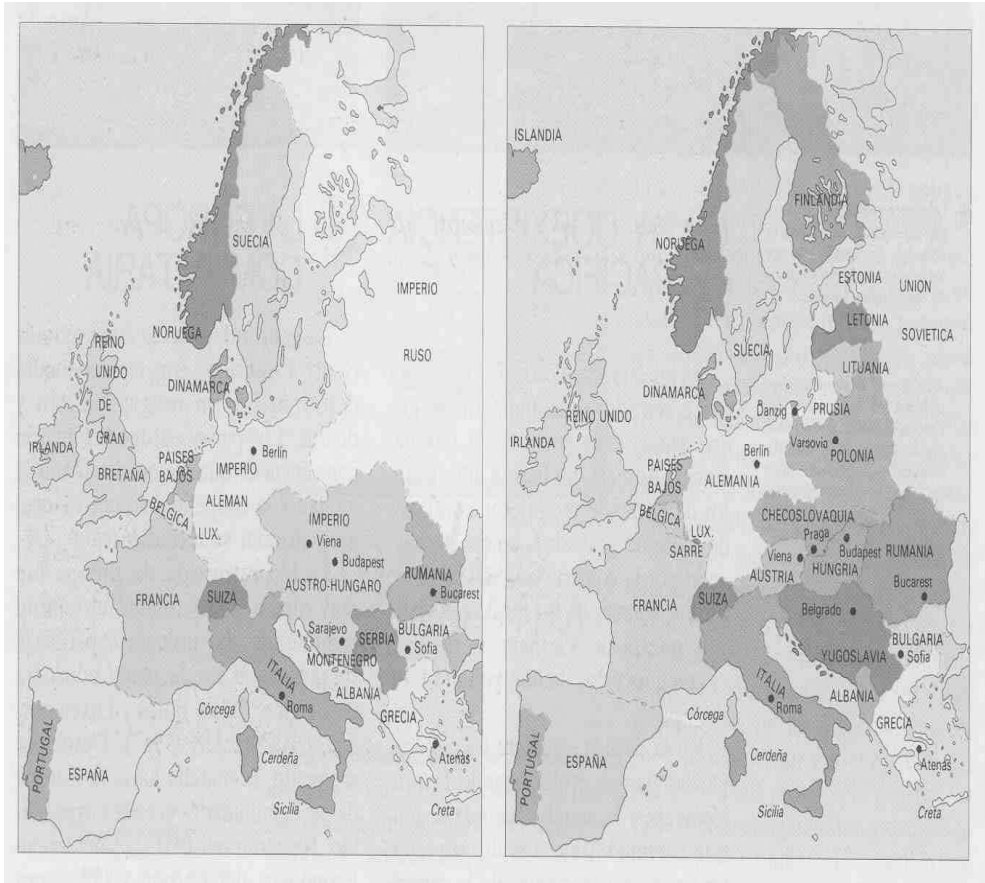 SUECIA
IMPERIO
RUSO
NORUEGA
REINO
UNIDO
DE
GRAN
BRETAÑA
DINAMARCA
IRLANDA
PAISES
BAJOS
IMPERIO
ALEMAN
Berlín
BELGICA
LUX.
IMPERIO
Viena
Budapest
AUSTRO-HUNGARO
RUMANIA
Bucarest
FRANCIA
SUIZA
Sarajevo
SERBIA
BULGARIA
Sofía
MONTENEGRO
ITALIA
Roma
ALBANIA
Córcega
GRECIA
PORTUGAL
ESPAÑA
Cerdeña
Atenas
Sicilia
Creta
ISLANDIA
FINLANDIA
NORUEGA
ESTONIA
UNION
SOVIETICA
LETONIA
SUECIA
LITUANIA
DINAMARCA
REINO UNIDO
Danzig
PRUSIA
IRLANDA
Varsovia
POLONIA
PAISES
BAJOS
Berlín
ALEMANIA
BELGICA
LUX.
SARRE
CHECOSLOVAQUIA
Praga
Viena
Budapest
AUSTRIA
HUNGRIA
RUMANIA
Bucarest
FRANCIA
SUIZA
Belgrado
YUGOSLAVIA
BULGARIA
Sofía
ITALIA
Roma
ALBANIA
Córcega
GRECIA
PORTUGAL
ESPAÑA
Cerdeña
Atenas
Sicilia
Creta